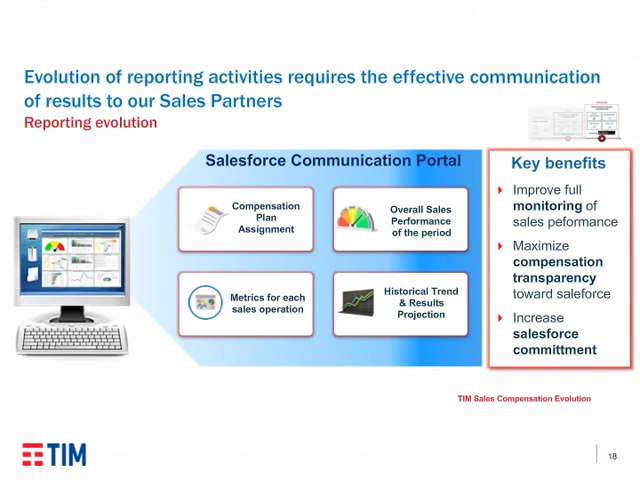 Evolution of reporting activities requires the effective communication
of results to our Sales Partners
Reporting evolution
Salesforce Communication Portal
Compensation
Plan
Assignment
Overall Sales
Performance
of the period
Metrics for each
sales operation
Historical Trend
& Results
Projection
Key benefits
Improve full
monitoring of
sales peformance
Maximize
compensation
transparency
toward saleforce
Increase
salesforce
committment
TIM Sales Compensation Evolution
TIM
18